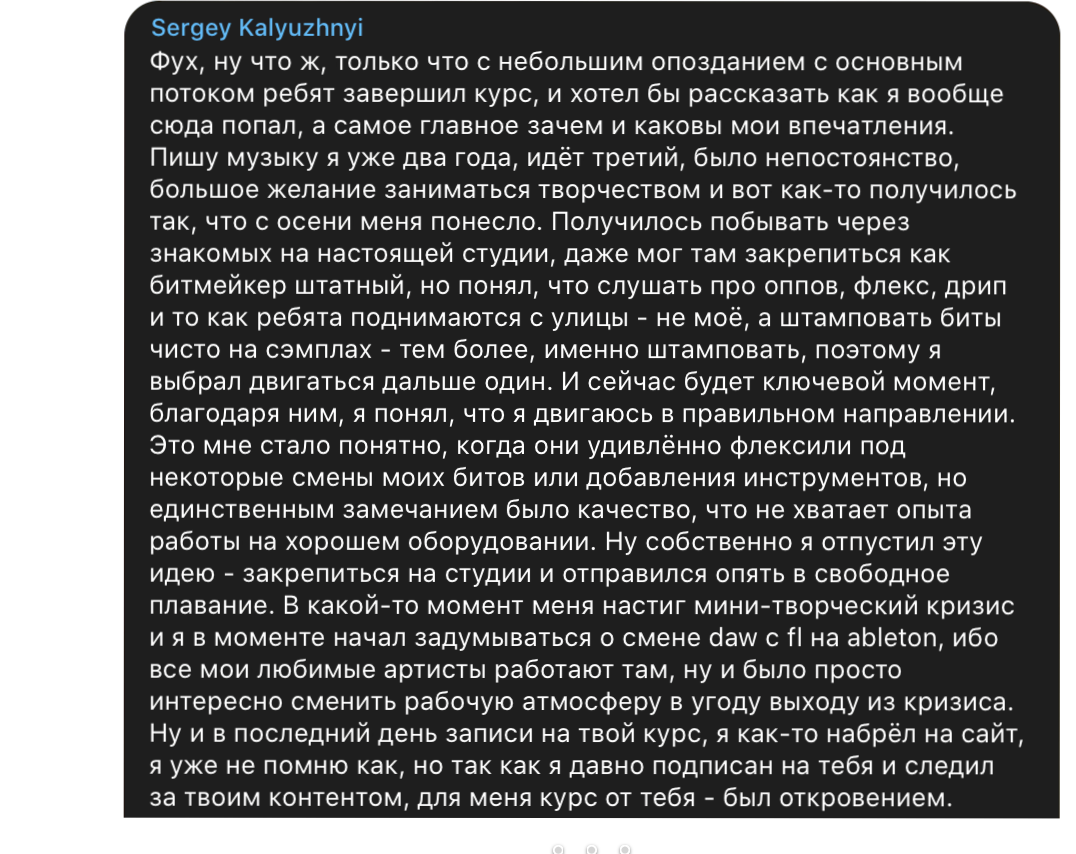 Sergey Kalyuzhnyi
Фух, ну что ж, только что с небольшим опозданием с основным
потоком ребят завершил курс, и хотел бы рассказать как я вообще
сюда попал, а самое главное зачем и каковы мои впечатления.
Пишу музыку я уже два года, идёт третий, было непостоянство,
большое желание заниматься творчеством и вот как-то получилось
так, что с осени меня понесло. Получилось побывать через
знакомых на настоящей студии, даже мог там закрепиться как
битмейкер штатный, но понял, что слушать про оппов, флекс, дрип
и то как ребята поднимаются с улицы - не моё, а штамповать биты
чисто на сэмплах - тем более, именно штамповать, поэтому я
выбрал двигаться дальше один. И сейчас будет ключевой момент,
благодаря ним, я понял, что я двигаюсь в правильном направлении.
Это мне стало понятно, когда они удивлённо флексили под
некоторые смены моих битов или добавления инструментов, но
единственным замечанием было качество, что не хватает опыта
работы на хорошем оборудовании. Ну собственно я отпустил эту
идею - закрепиться на студии и отправился опять в свободное
плавание. В какой-то момент меня настиг мини-творческий кризис
и я в моменте начал задумываться о смене daw с fl на ableton, ибо
все мои любимые артисты работают там, ну и было просто
интересно сменить рабочую атмосферу в угоду выходу из кризиса.
Ну и в последний день записи на твой курс, я как-то набрёл на сайт,
я уже не помню как, но так как я давно подписан на тебя и следил
за твоим контентом, для меня курс от тебя - был откровением.